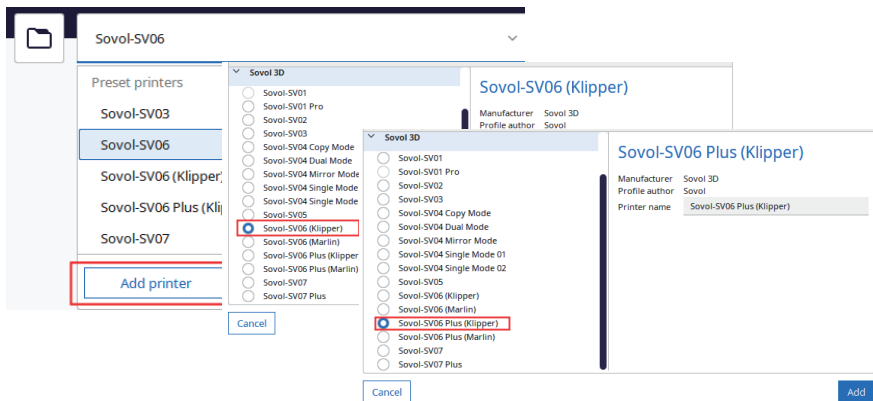 Sovol-SV06
Preset printers
Sovol-SV03
Sovol-SV06
Sovol-SV06 (Klipper)
Sovol-SV06 Plus (Kli
Sovol-SV07
Add printer
Sovol 3D
Sovol-SV01
Sovol-SV01 Pro
Sovol-SV02
Sovol-SV03
Sovol-SV04 Copy Mode
Sovol-SV04 Dual Mode
Sovol-SV04 Mirror Mode
Sovol-SV04 Single Mode
Sovol-SV04 Single Mode
Sovol-SV05
Sovol-SV06 (Klipper)
Sovol-SV06 (Marlin)
Sovol-SV06 Plus (Klipper
Sovol-SV06 Plus (Marlin)
Sovol-SV07
Sovol-SV07 Plus
Cancel
Sovol-SV06 (Klipper)
Manufacturer Sovol 3D
Profile author Sovol
Sovol 3D
Sovol-SV01
Sovol-SV01 Pro
Sovol-SV02
Sovol-SV03
Sovol-SV04 Copy Mode
Sovol-SV04 Dual Mode
Sovol-SV04 Mirror Mode
Sovol-SV04 Single Mode 01
Sovol-SV04 Single Mode 02
Sovol-SV05
Sovol-SV06 (Klipper)
Sovol-SV06 (Marlin)
Sovol-SV06 Plus (Klipper)
Sovol-SV06 Plus (Marlin)
Sovol-SV07
Sovol-SV07 Plus
Cancel
Sovol-SV06 Plus (Klipper)
Manufacturer Sovol 3D
Profile author Sovol
Printer name Sovol-SV06 Plus (Klipper)
Add